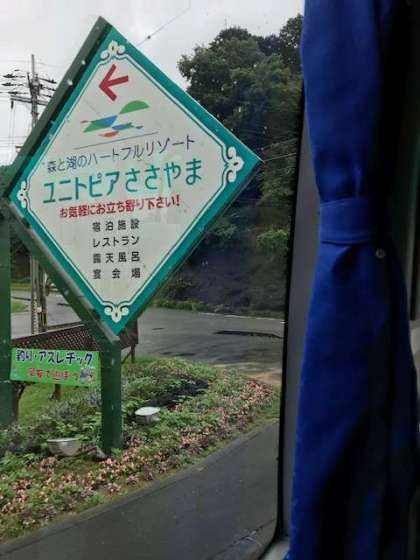 森と湖のハートフルリゾート
ユニトピアささやま
お気軽にお立ち寄り下さい!
宿泊施設
レストラン
露天風呂
宴会場
釣り・アスレチック